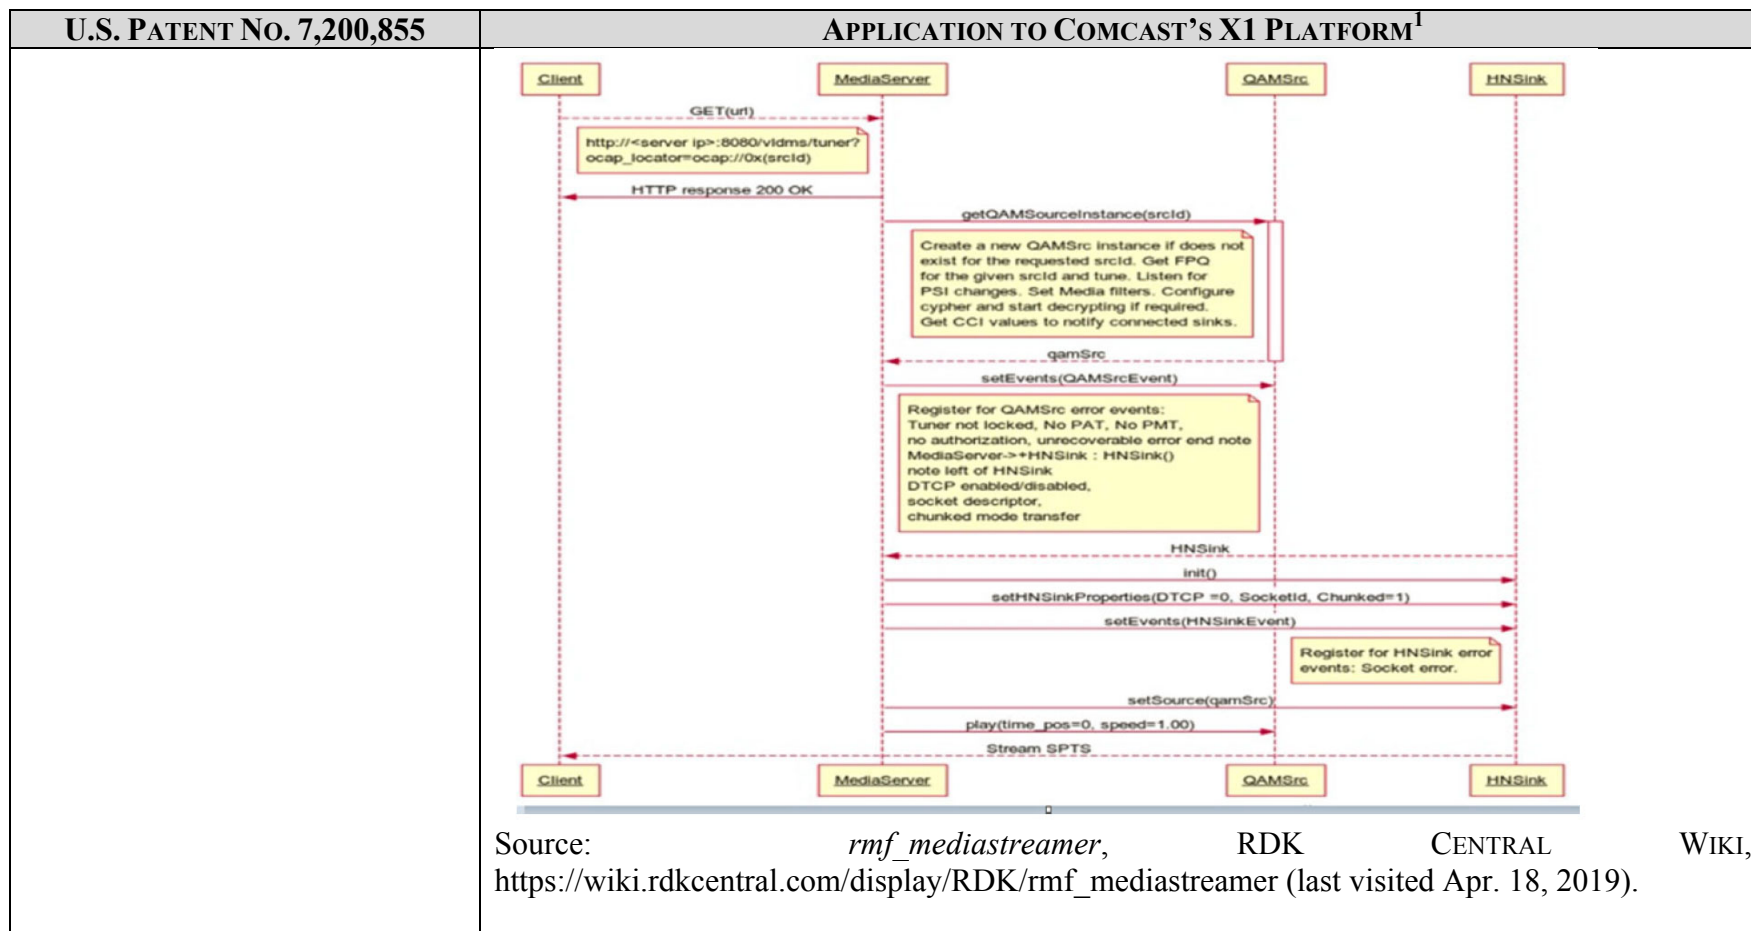 U.S. PATENT NO. 7,200,855
APPLICATION TO COMCAST'S X1 PLATFORM1
Client MediaServer QAMSrc HNSink
GET(url)
http://<server ip>:8080/vldms/tuner?
ocap_locator=ocap://0x(srcId)
HTTP response 200 OK
getQAMSourceInstance(srcId)
Create a new QAMSrc instance if does not
exist for the requested srcId. Get FPQ
for the given srcId and tune. Listen for
PSI changes. Set Media filters. Configure
cypher and start decrypting if required.
Get CCI values to notify connected sinks.
qamSrc
setEvents(QAMSrcEvent)
Register for QAMSrc error events:
Tuner not locked, No PAT, No PMT,
no authorization, unrecoverable error end note
MediaServer->+HNSink : HNSink()
note left of HNSink
DTCP enabled/disabled,
socket descriptor,
chunked mode transfer
HNSink
init()
setHNSinkProperties(DTCP =0, SocketId, Chunked=1)
setEvents(HNSinkEvent)
Register for HNSink error
events: Socket error.
setSource(qamSrc)
play(time_pos=0, speed=1.00)
Stream SPTS
Client MediaServer QAMSrc HNSink
Source: rmf_mediastreamer, RDK CENTRAL WIKI,
https://wiki.rdkcentral.com/display/RDK/rmf_mediastreamer (last visited Apr. 18, 2019).